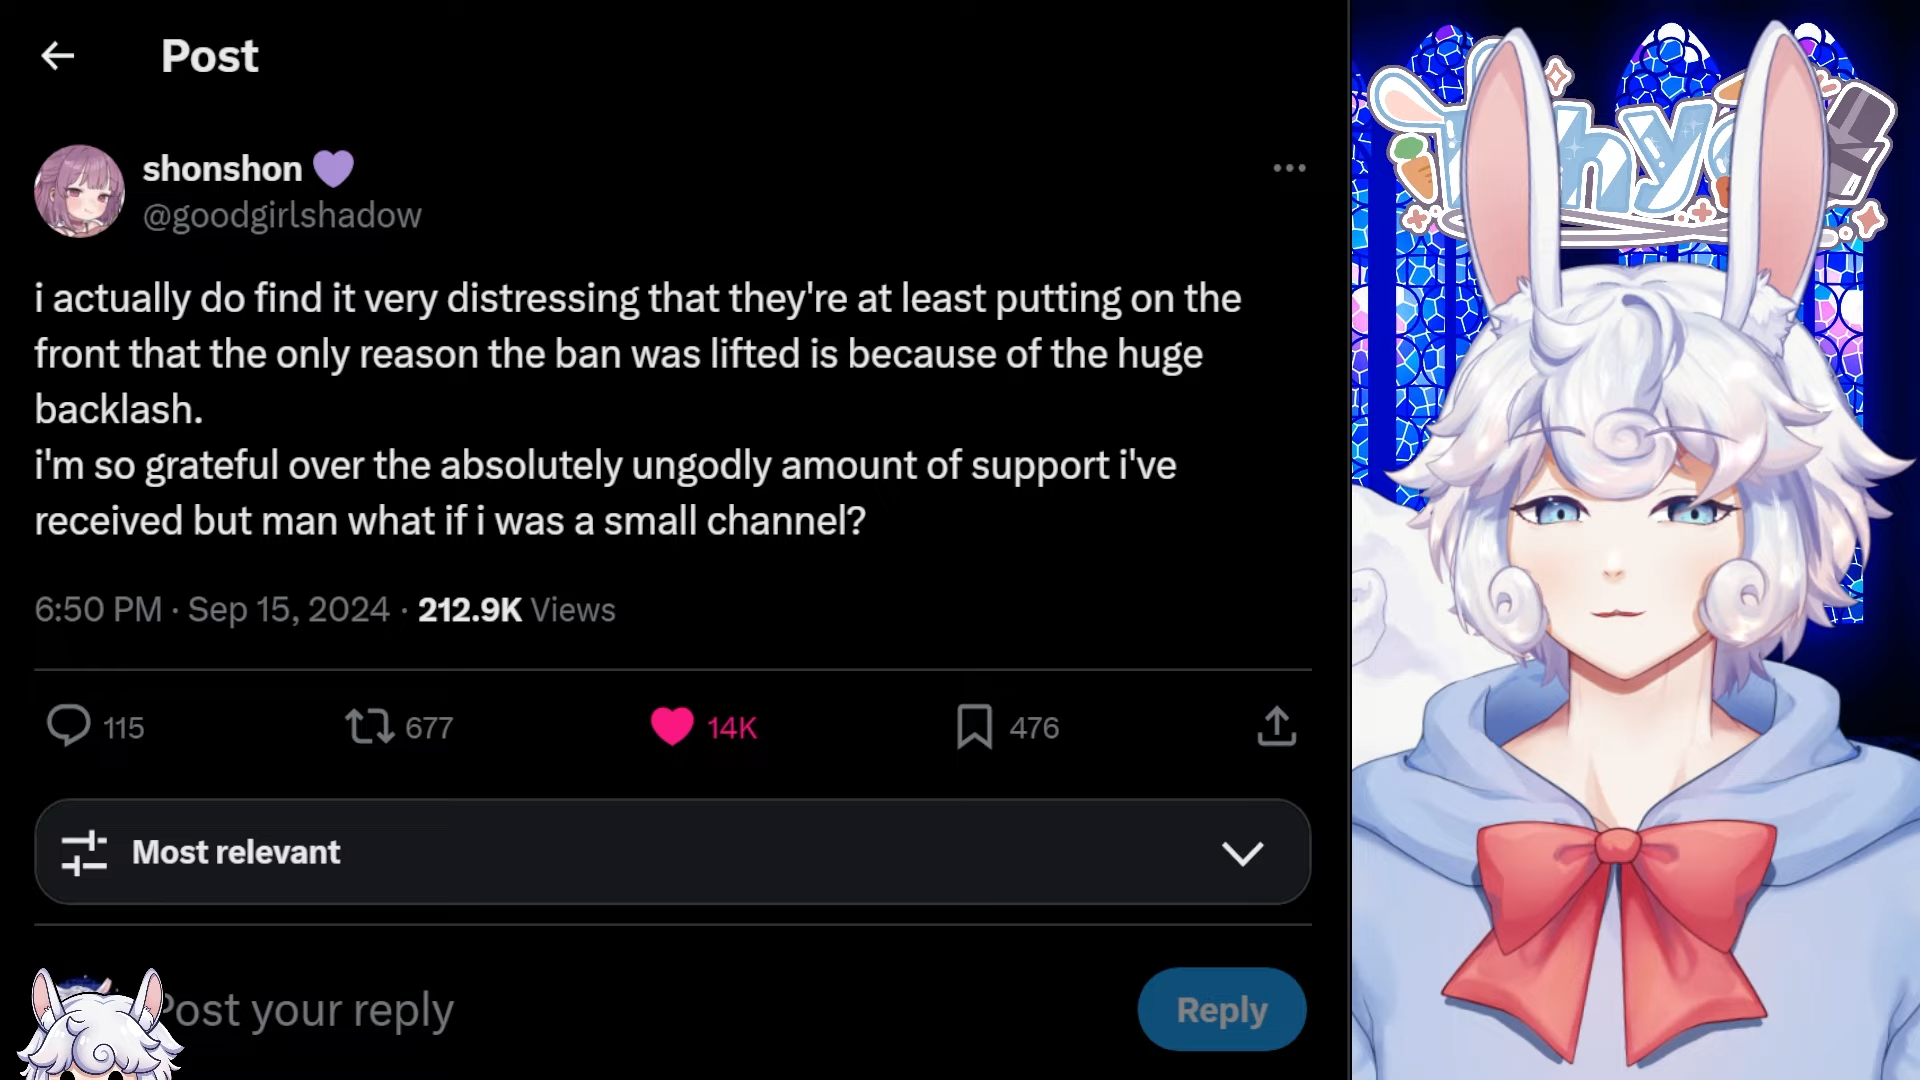 Post
shonshon 💜
@goodgirlshadow
i actually do find it very distressing that they're at least putting on the
front that the only reason the ban was lifted is because of the huge
backlash.
i'm so grateful over the absolutely ungodly amount of support i've
received but man what if i was a small channel?
6:50 PM · Sep 15, 2024 · 212.9K Views
115 677 14K 476
Most relevant
Post your reply
Reply